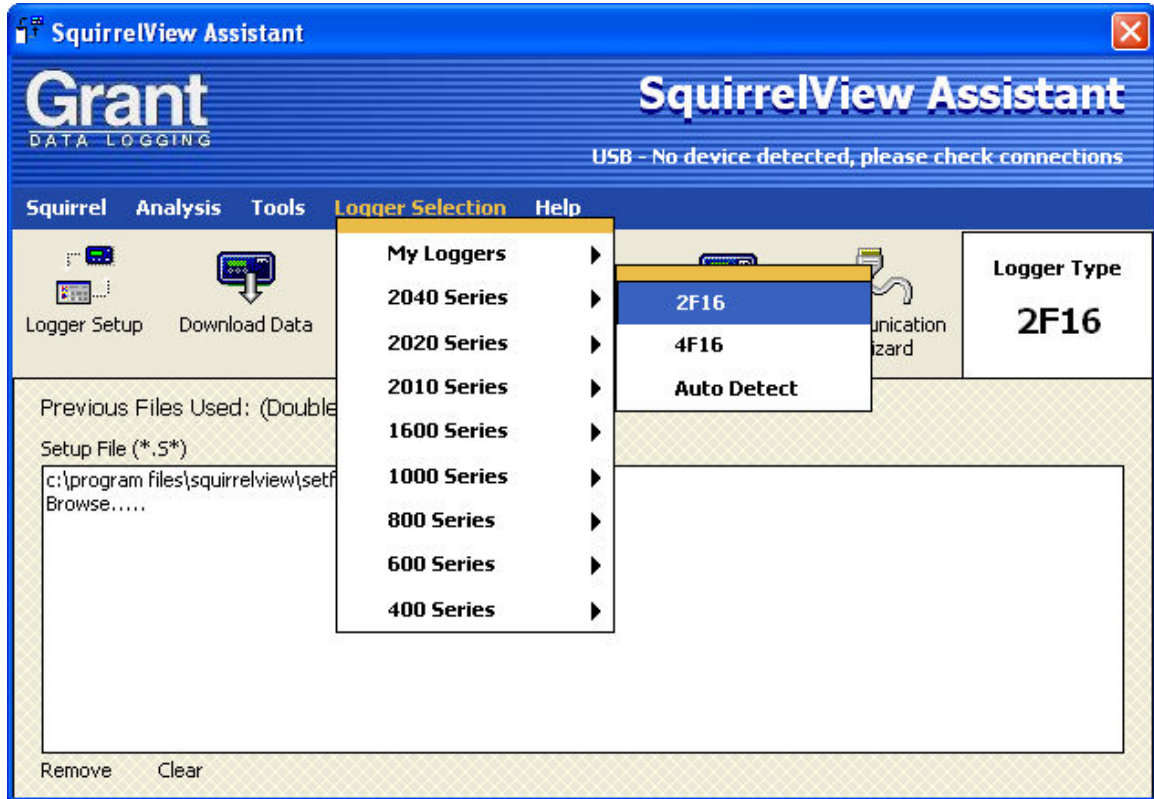 SquirrelView Assistant
Grant
DATA LOGGING
SquirrelView Assistant
USB - No device detected, please check connections
Squirrel Analysis Tools Logger Selection Help
My Loggers
2040 Series
2020 Series
2010 Series
1600 Series
1000 Series
800 Series
600 Series
400 Series
2F16
4F16
Auto Detect
Logger Setup
Download Data
Logger Type
2F16
Previous Files Used: (Double
Setup File (*.S*)
c:\program files\squirrelview\
Browse.....
Remove Clear